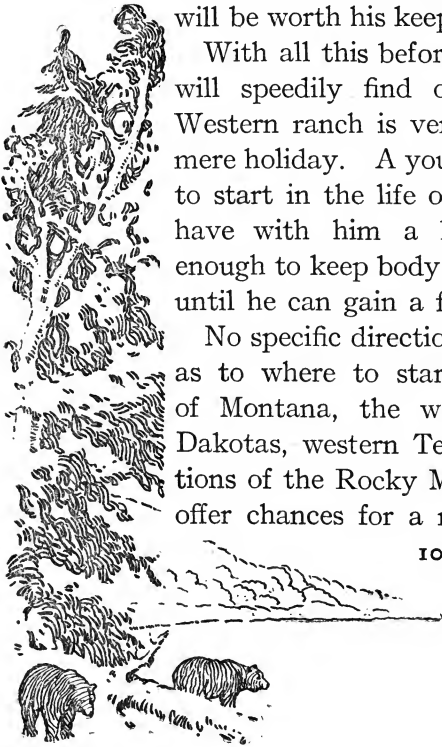 will be worth his keep
With all this befor
will speedily find o
Western ranch is ver
mere holiday. A you
to start in the life o
have with him a
enough to keep body
until he can gain a f
No specific directio
as to where to star
of Montana, the w
Dakotas, western Te
tions of the Rocky M
offer chances for a r
10